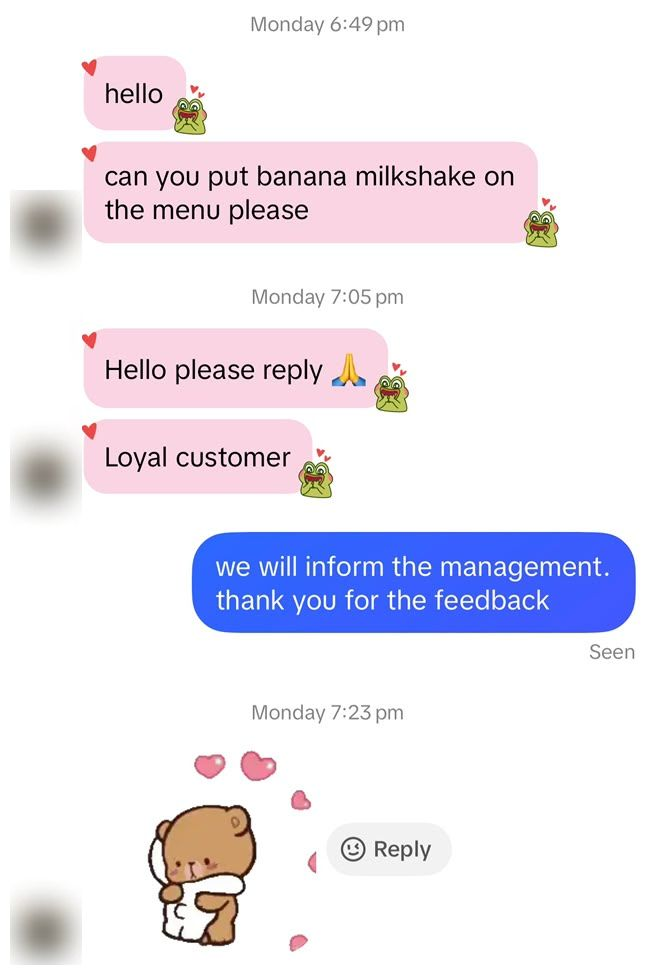 Monday 6:49 pm
hello
can you put banana milkshake on
the menu please
Monday 7:05 pm
Hello please reply 🙏
Loyal customer
we will inform the management.
thank you for the feedback
Seen
Monday 7:23 pm
Reply